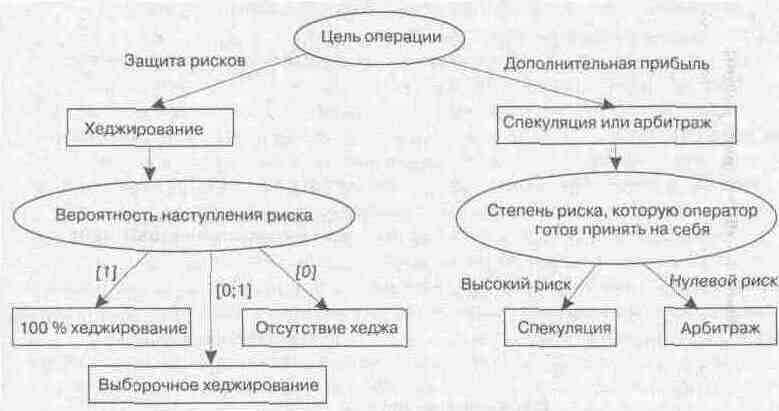 Цель операции
Защита рисков
Дополнительная прибыль
Хеджирование
Спекуляция или арбитраж
Вероятность наступления риска
Степень риска, которую оператор
готов принять на себя
[1]
[0;1]
[0]
Высокий риск
Нулевой риск
100 % хеджирование
Отсутствие хеджа
Спекуляция
Арбитраж
Выборочное хеджирование